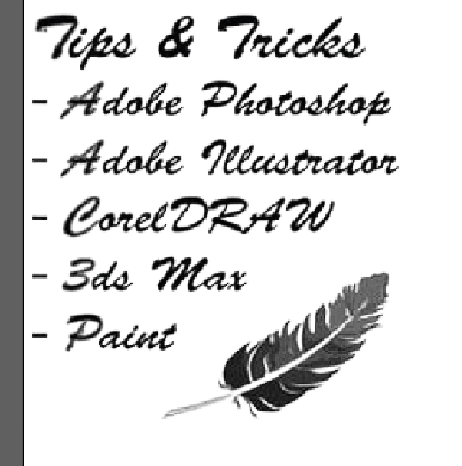 Tips & Tricks
- Adobe Photoshop
- Adobe Illustrator
- CorelDRAW
- 3ds Max
- Paint